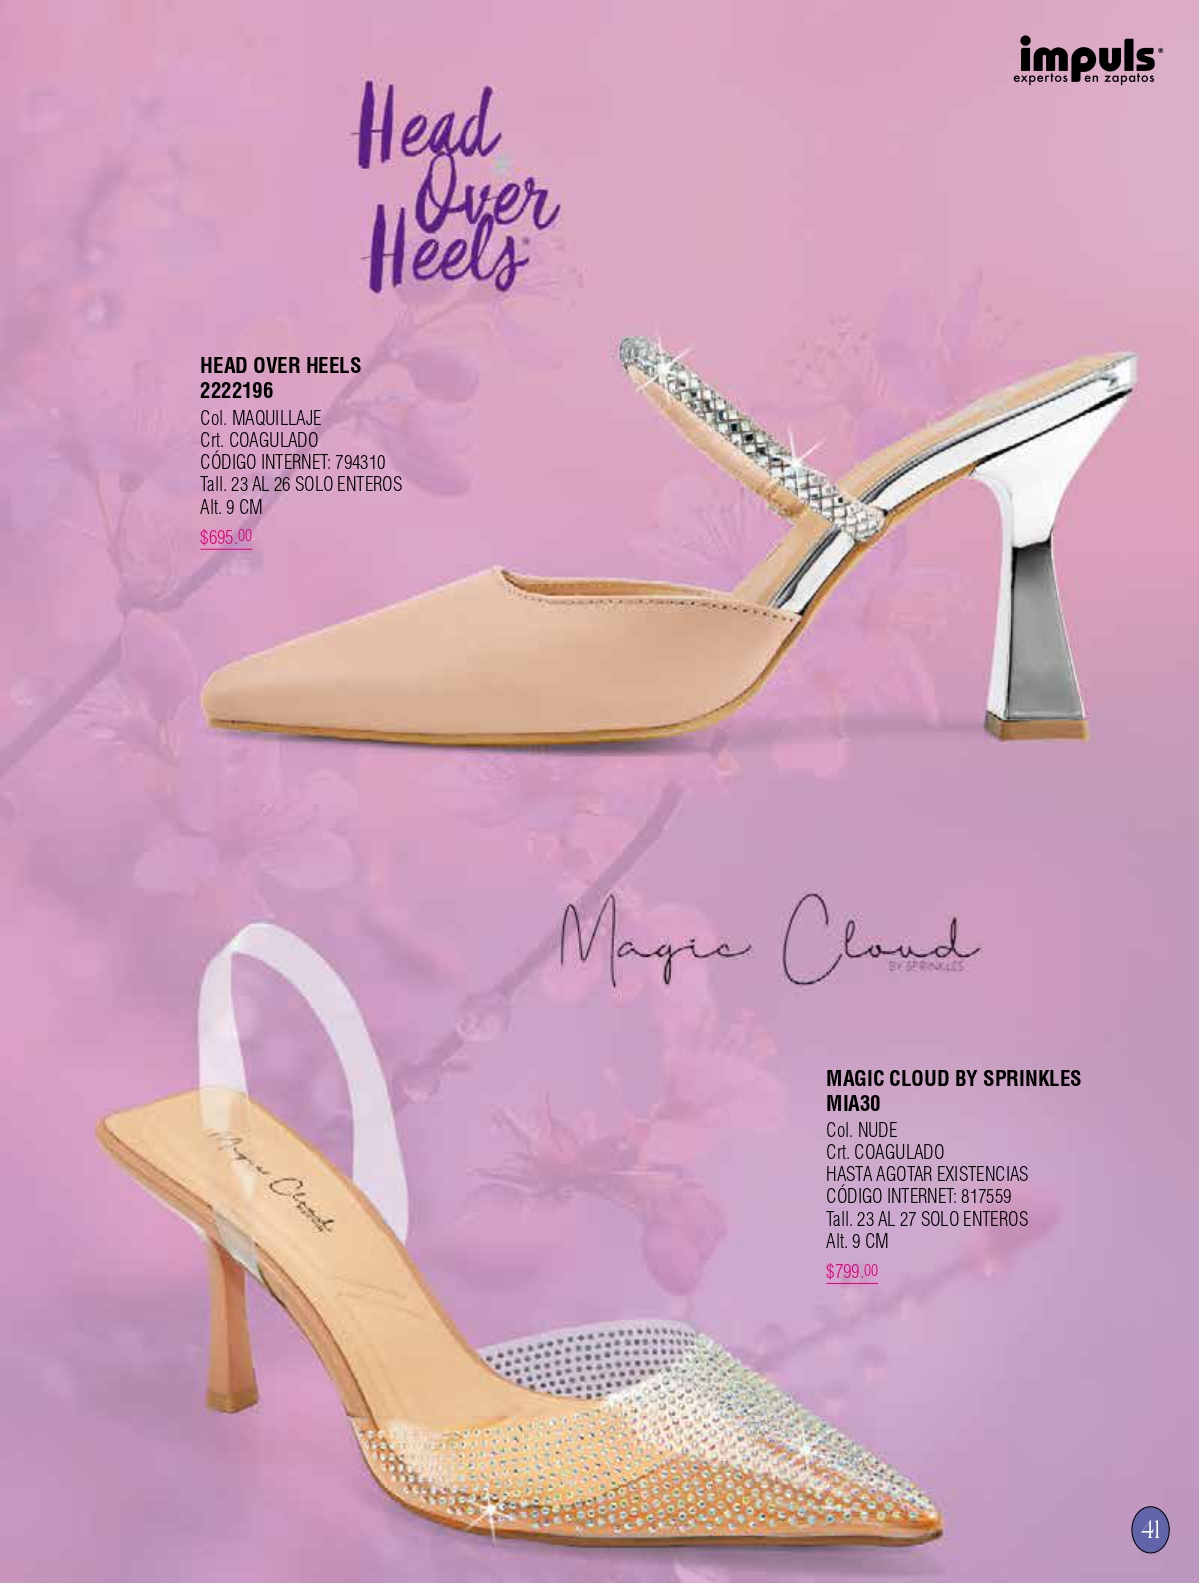 impuls®
expertos en zapatos
Head
Over
Heels®
HEAD OVER HEELS
2222196
Col. MAQUILLAJE
Crt. COAGULADO
CÓDIGO INTERNET: 794310
Tall. 23 AL 26 SOLO ENTEROS
Alt. 9 CM
$695.00
Magic Cloud
BY SPRINKLES
MAGIC CLOUD BY SPRINKLES
MIA30
Col. NUDE
Crt. COAGULADO
HASTA AGOTAR EXISTENCIAS
CÓDIGO INTERNET: 817559
Tall. 23 AL 27 SOLO ENTEROS
Alt. 9 CM
$799.00
Magic Cloud
41